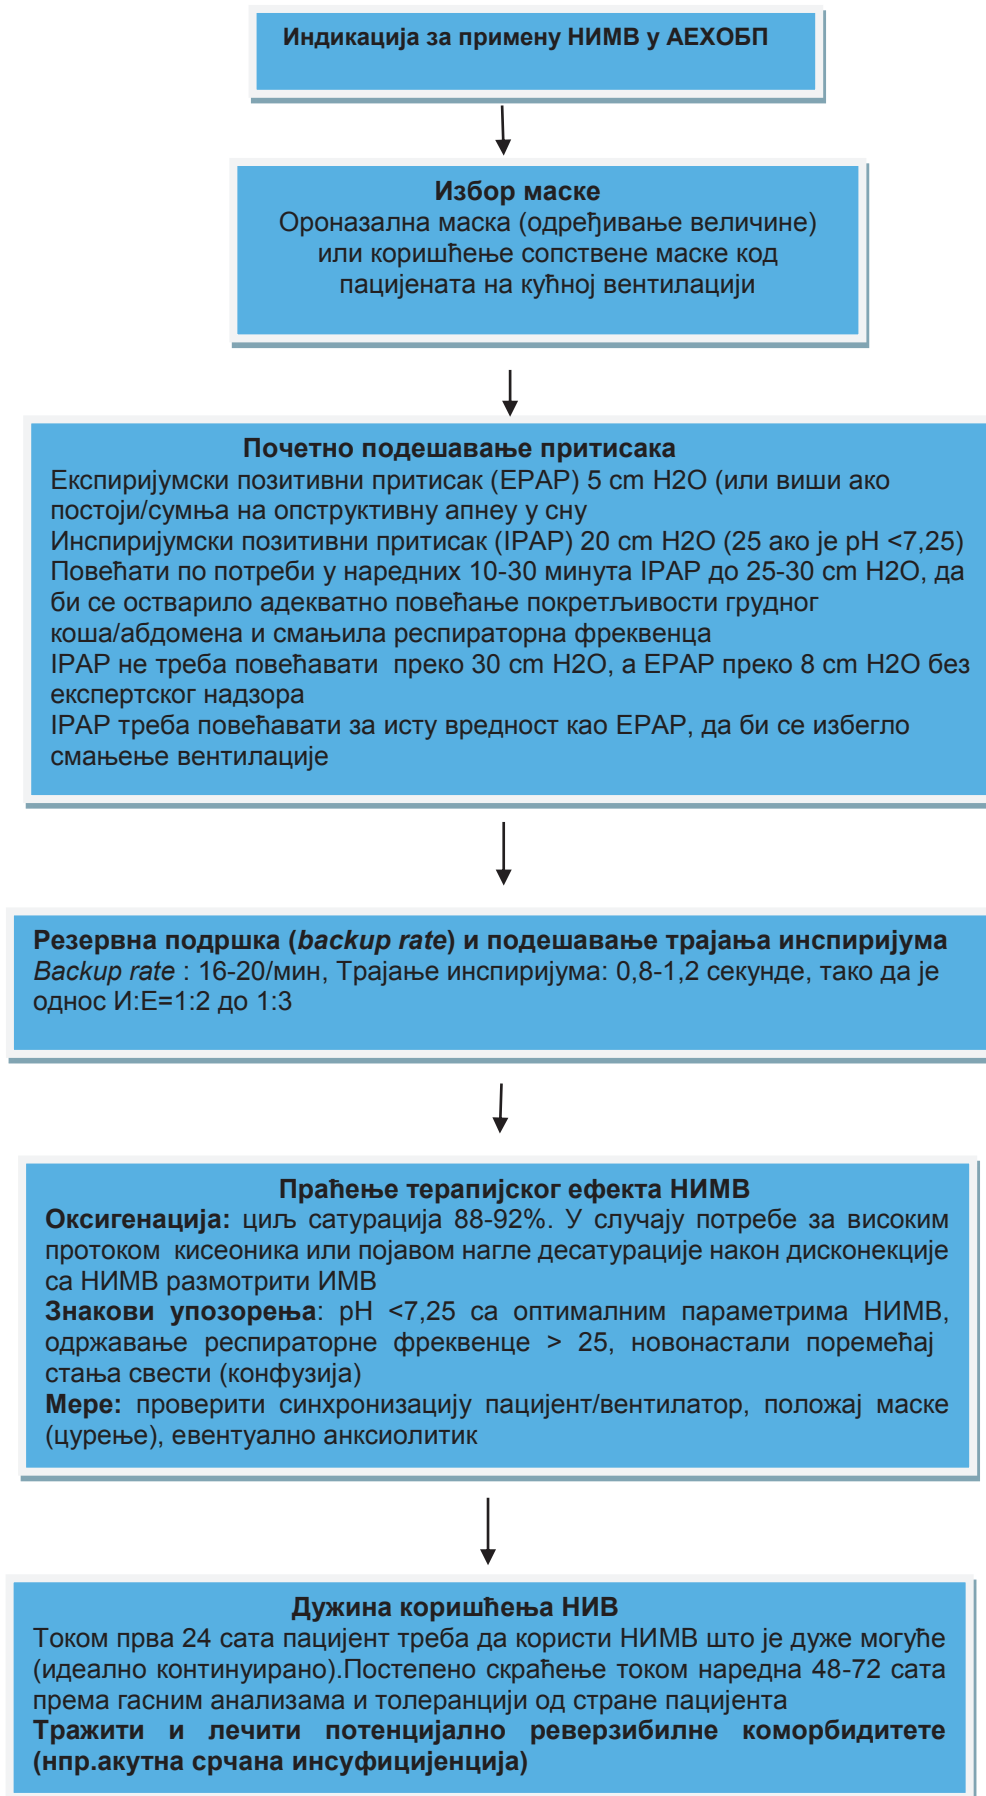 Индикација за примену НИМВ у АЕХОБП
Избор маске
Ороназална маска (одређивање величине)
или коришћење сопствене маске код
пацијената на кућној вентилацији
Почетно подешавање притисака
Експиријумски позитивни притисак (EPAP) 5 cm H2O (или виши ако
постоји/сумња на опструктивну апнеу у сну
Инспиријумски позитивни притисак (IPAP) 20 cm H2O (25 ако је pH <7,25)
Повећати по потреби у наредних 10-30 минута IPAP до 25-30 cm H2O, да
би се остварило адекватно повећање покретљивости грудног
коша/абдомена и смањила респираторна фреквенца
IPAP не треба повећавати  преко 30 cm H2O, а EPAP преко 8 cm H2O без
експертског надзора
IPAP треба повећавати за исту вредност као EPAP, да би се избегло
смањење вентилације
Резервна подршка (backup rate) и подешавање трајања инспиријума
Backup rate : 16-20/мин, Трајање инспиријума: 0,8-1,2 секунде, тако да је
однос И:Е=1:2 до 1:3
Праћење терапијског ефекта НИМВ
Оксигенација: циљ сатурација 88-92%. У случају потребе за високим
протоком  кисеоника или појавом нагле десатурације након дисконекције
са НИМВ размотрити ИМВ
Знакови упозорења: pH <7,25 са оптималним параметрима НИМВ,
одржавање респираторне фреквенце > 25, новонастали поремећај
стања свести (конфузија)
Мере: проверити синхронизацију пацијент/вентилатор, положај маске
(цурење), евентуално анксиолитик
Дужина коришћења НИВ
Током прва 24 сата пацијент треба да користи НИМВ што је дуже могуће
(идеално континуирано).Постепено скраћење током наредна 48-72 сата
према гасним анализама и толеранцији од стране пацијента
Тражити и лечити потенцијално реверзибилне коморбидитете
(нпр.акутна срчана инсуфицијенција)